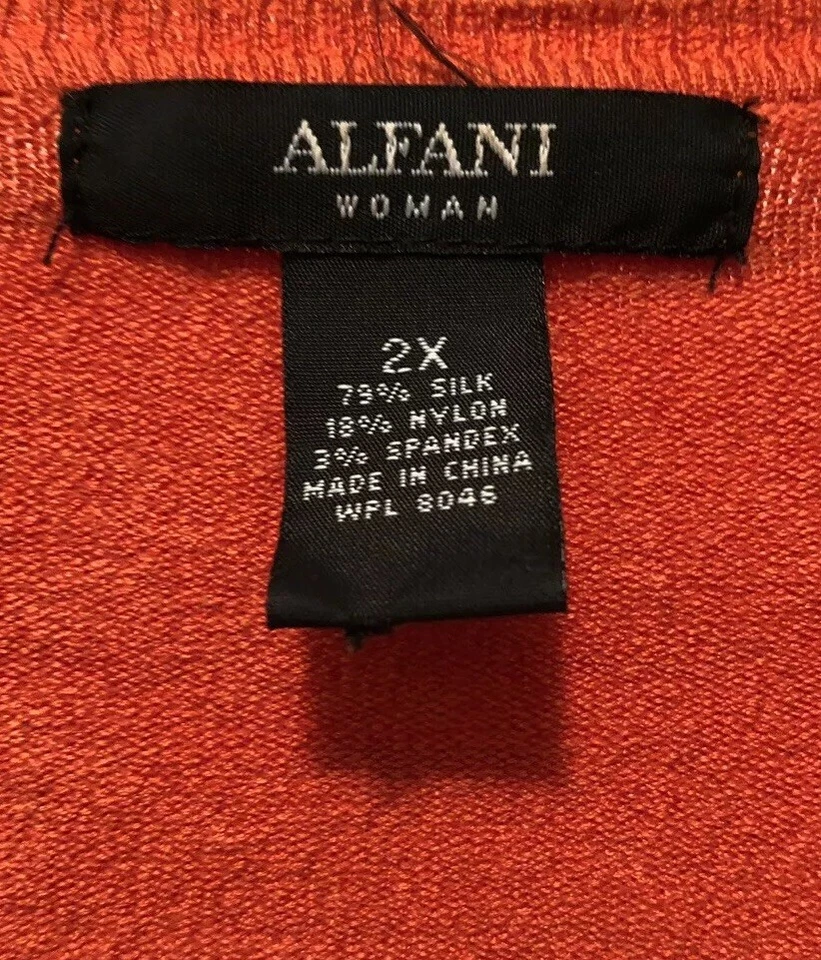 ALFANI
WOMAN
2X
79% SILK
18% NYLON
3% SPANDEX
MADE IN CHINA
WPL 8046